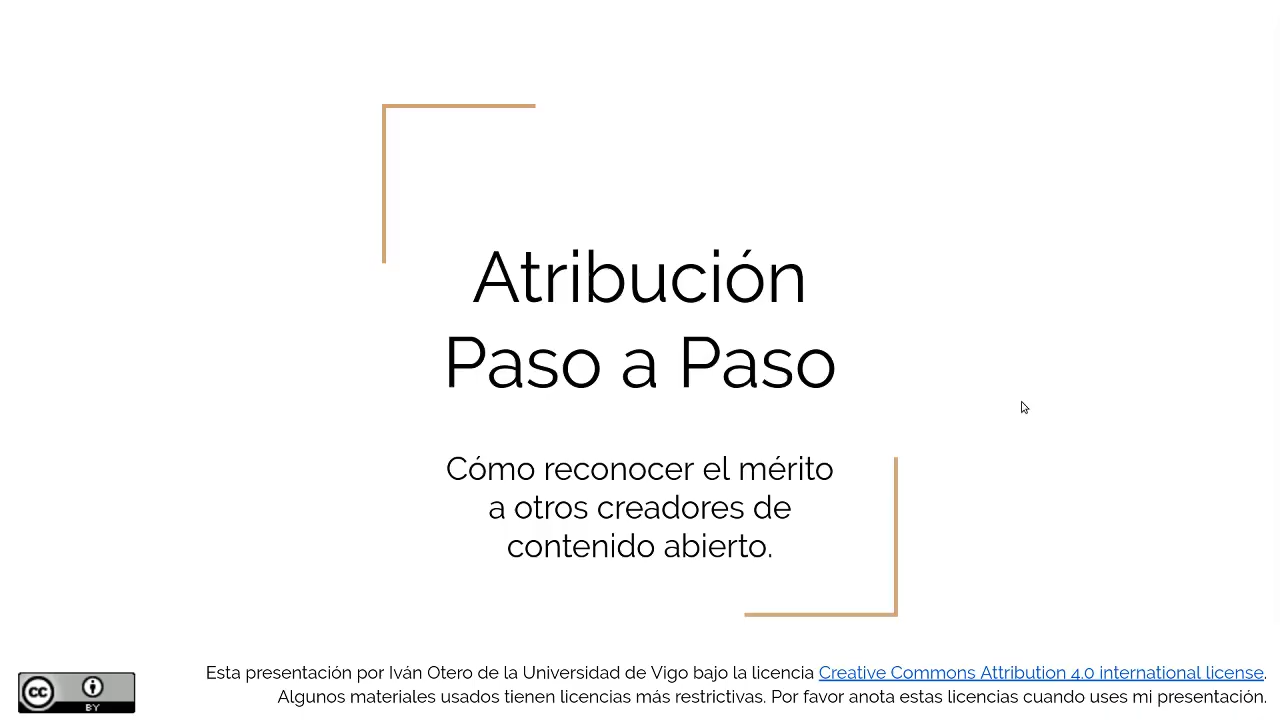 Atribución
Paso a Paso
Cómo reconocer el mérito
a otros creadores de
contenido abierto.
Esta presentación por Iván Otero de la Universidad de Vigo bajo la licencia Creative Commons Attribution 4.0 international license.
Algunos materiales usados tienen licencias más restrictivas. Por favor anota estas licencias cuando uses mi presentación.
cc
BY